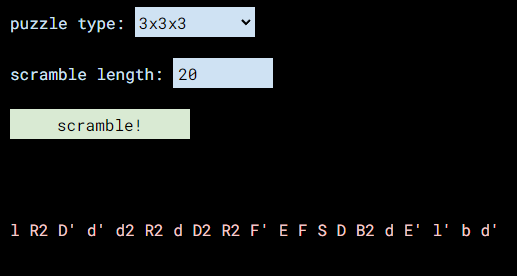 puzzle type: 3x3x3
scramble length: 20
scramble!
l R2 D' d' d2 R2 d D2 R2 F' E F S D B2 d E' l' b d'